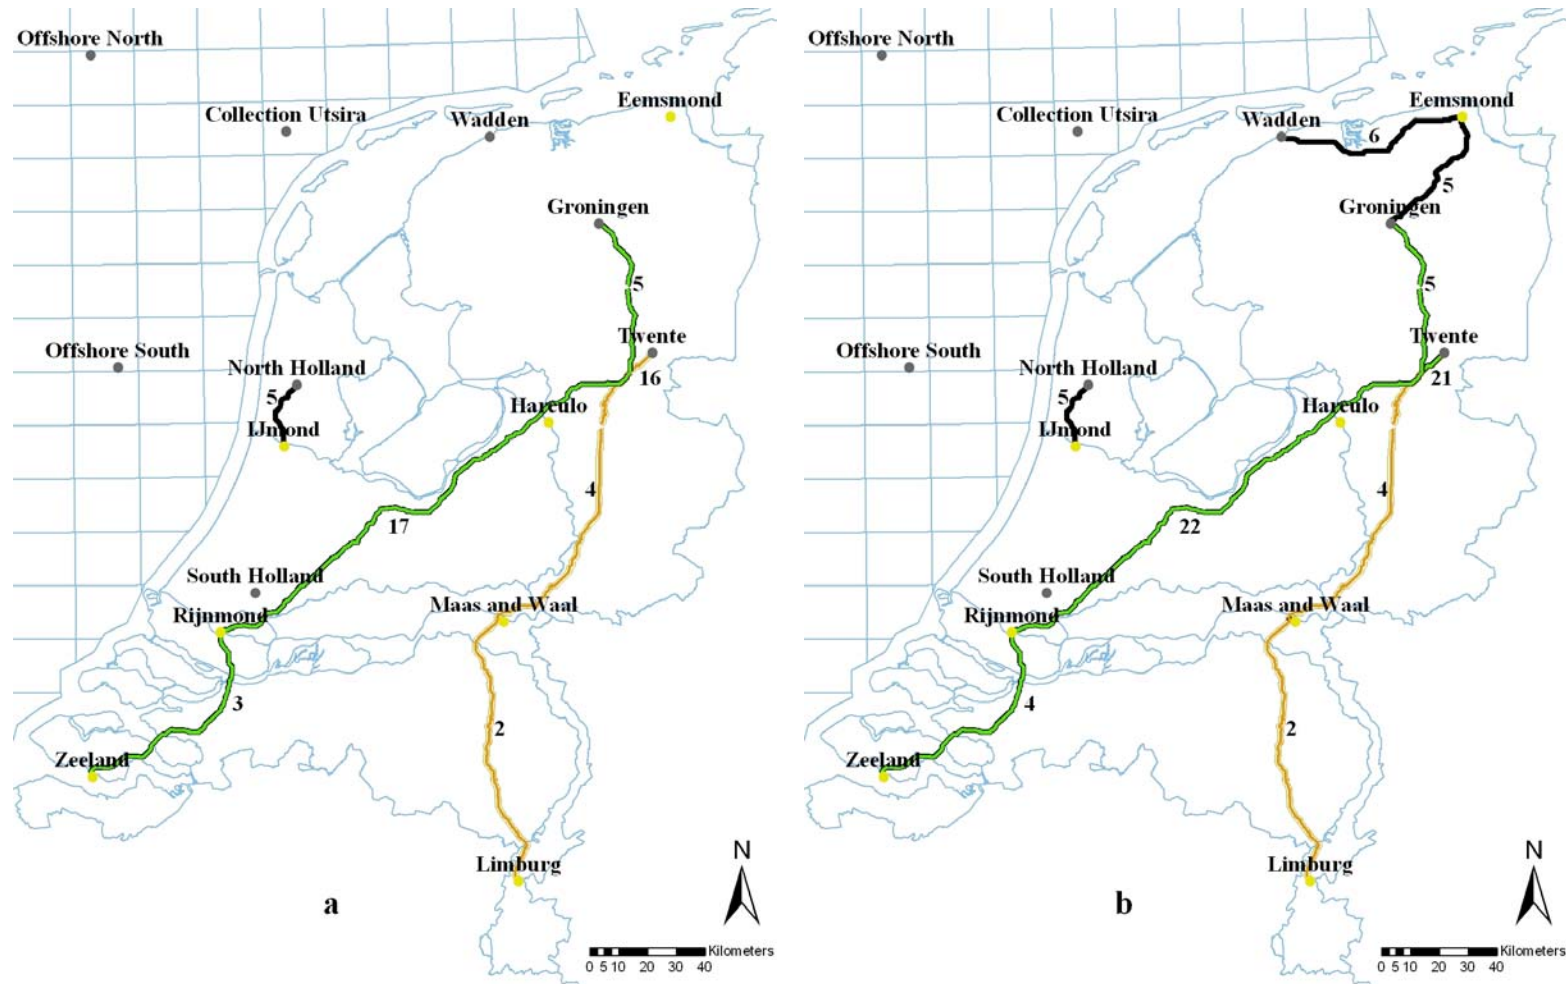 Offshore North
Collection Utsira
Wadden
Eemsmond
Groningen
5
Twente
16
Offshore South
North Holland
5
IJmond
Harculo
4
17
South Holland
Rijnmond
Maas and Waal
3
2
Zeeland
Limburg
a
N
Kilometers
0 5 10 20 30 40
Offshore North
Collection Utsira
Wadden
6
Eemsmond
5
Groningen
5
Twente
21
Offshore South
North Holland
5
IJmond
Harculo
4
22
South Holland
Rijnmond
Maas and Waal
4
2
Zeeland
Limburg
b
N
Kilometers
0 5 10 20 30 40